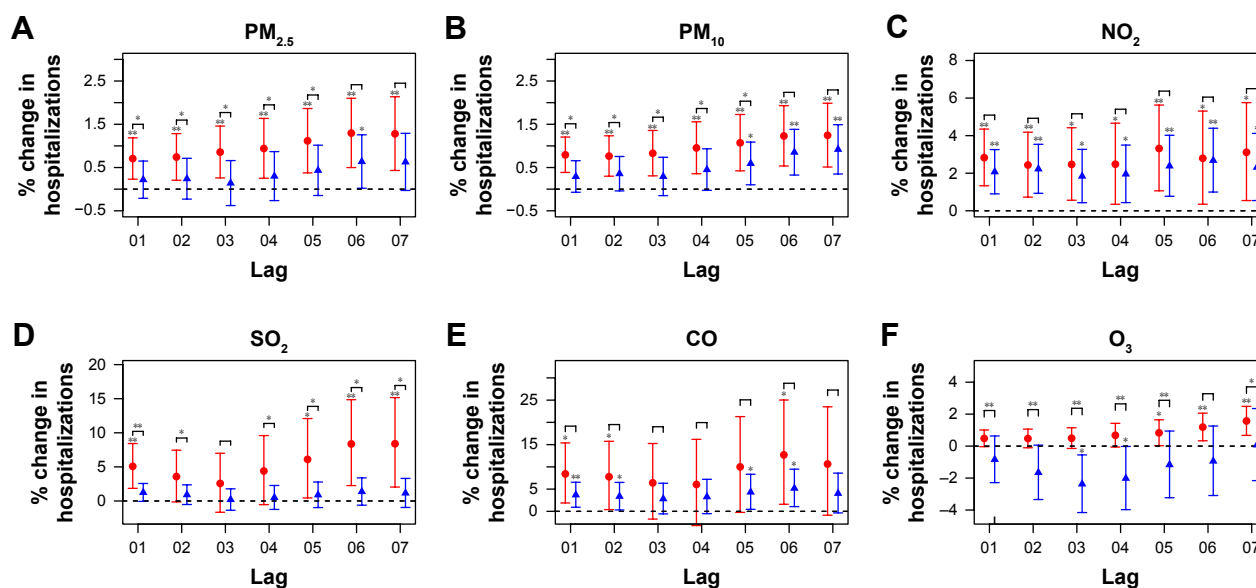 A
PM2.5
% change in
hospitalizations
2.5
1.5
0.5
−0.5
** * ** * ** * ** * ** * ** *
01 02 03 04 05 06 07
Lag
B
PM10
% change in
hospitalizations
2.5
1.5
0.5
−0.5
** * ** * ** * ** * ** * * ** ** ** **
01 02 03 04 05 06 07
Lag
C
NO2
% change in
hospitalizations
8
6
4
2
0
** ** ** ** * * * * ** ** * ** *
01 02 03 04 05 06 07
Lag
D
SO2
% change in
hospitalizations
20
15
10
5
0
** ** * * * * ** * ** *
01 02 03 04 05 06 07
Lag
E
CO
% change in
hospitalizations
25
15
5
0
* ** * * * * *
01 02 03 04 05 06 07
Lag
F
O3
% change in
hospitalizations
4
2
0
−2
−4
** ** ** * ** * ** * ** ** *
01 02 03 04 05 06 07
Lag